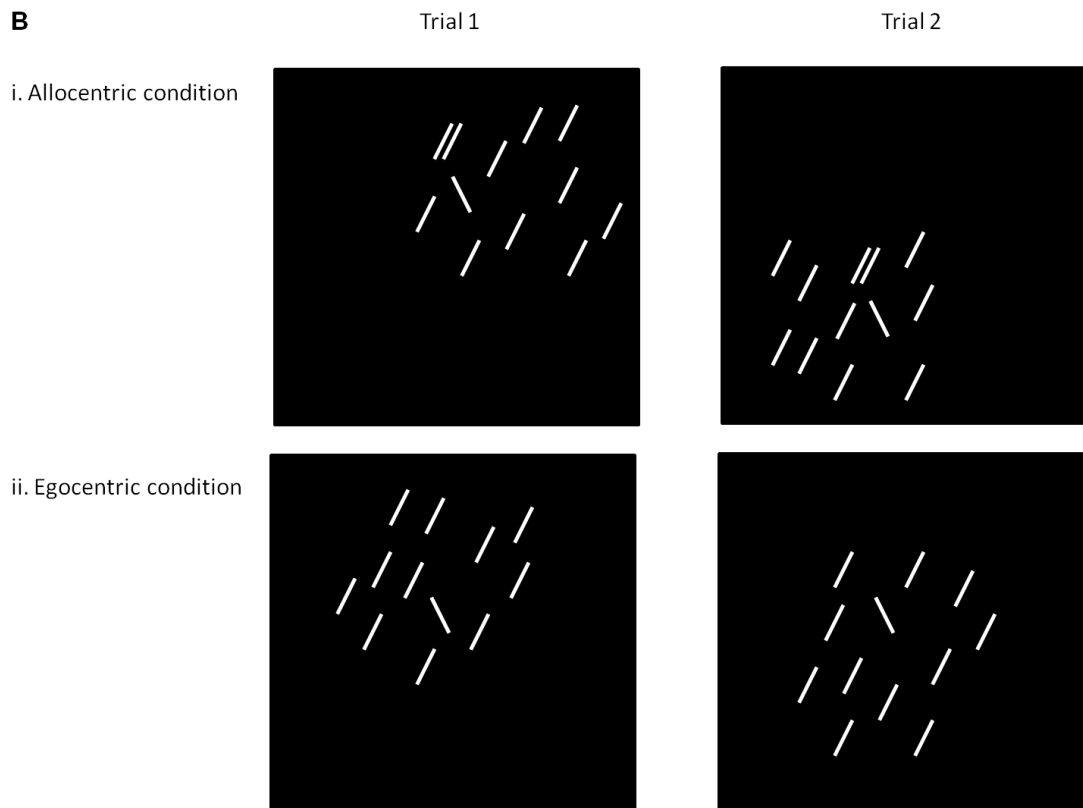 B
Trial 1
Trial 2
i. Allocentric condition
ii. Egocentric condition